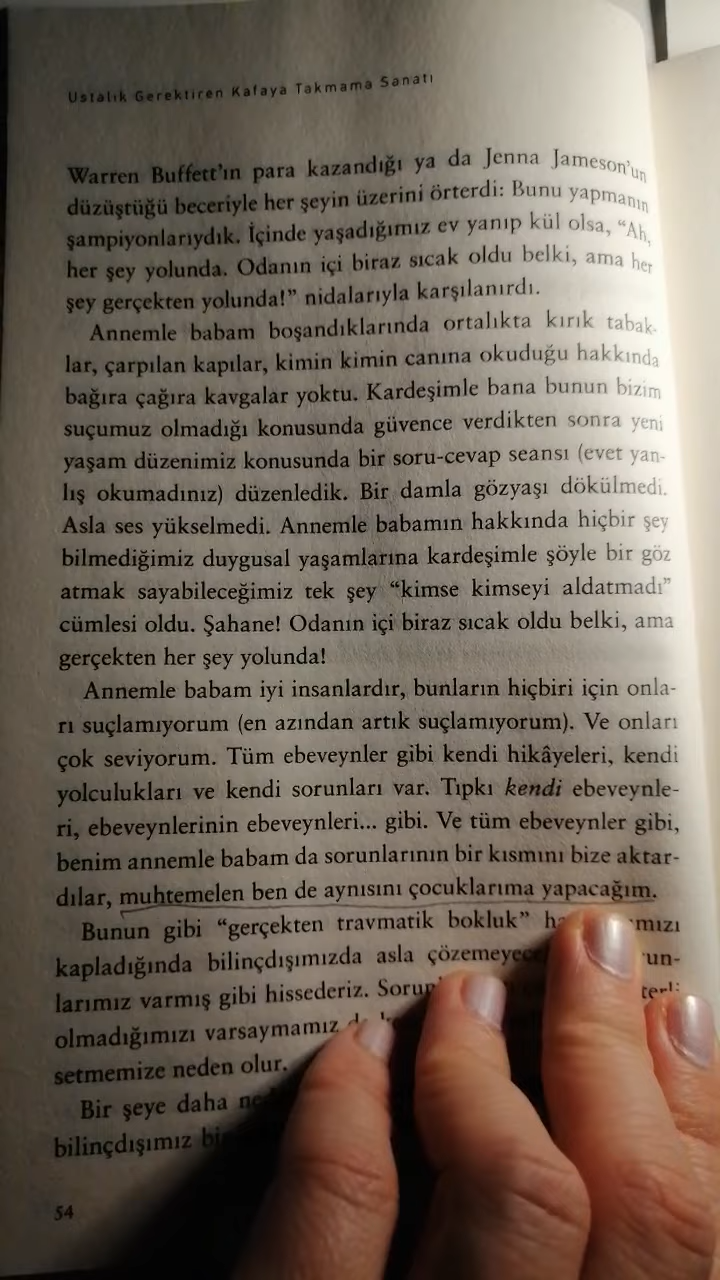 Ustalık Gerektiren Kafaya Takmama Sanatı
Warren Buffett’ın para kazandığı ya da Jenna Jameson’un
düzüştüğü beceriyle her şeyin üzerini örterdi: Bunu yapmanın
şampiyonlarıydık. İçinde yaşadığımız ev yanıp kül olsa, “Ah,
her şey yolunda. Odanın içi biraz sıcak oldu belki, ama her
şey gerçekten yolunda!” nidalarıyla karşılanırdı.
Annemle babam boşandıklarında ortalıkta kırık tabak-
lar, çarpılan kapılar, kimin kimin canına okuduğu hakkında
bağıra çağıra kavgalar yoktu. Kardeşimle bana bunun bizim
suçumuz olmadığı konusunda güvence verdikten sonra yeni
yaşam düzenimiz konusunda bir soru-cevap seansı (evet yan-
lış okumadınız) düzenledik. Bir damla gözyaşı dökülmedi.
Asla ses yükselmedi. Annemle babamın hakkında hiçbir şey
bilmediğimiz duygusal yaşamlarına kardeşimle şöyle bir göz
atmak sayabileceğimiz tek şey “kimse kimseyi aldatmadı”
cümlesi oldu. Şahane! Odanın içi biraz sıcak oldu belki, ama
gerçekten her şey yolunda!
Annemle babam iyi insanlardır, bunların hiçbiri için onla-
rı suçlamıyorum (en azından artık suçlamıyorum). Ve onları
çok seviyorum. Tüm ebeveynler gibi kendi hikâyeleri, kendi
yolculukları ve kendi sorunları var. Tıpkı kendi ebeveynle-
ri, ebeveynlerinin ebeveynleri... gibi. Ve tüm ebeveynler gibi,
benim annemle babam da sorunlarının bir kısmını bize aktar-
dılar, muhtemelen ben de aynısını çocuklarıma yapacağım.
Bunun gibi “gerçekten travmatik bokluk”
kapladığında bilinçdışımızda asla
larımız varmış gibi hissederiz.
olmadığımızı varsaymamız
setmemize neden olur.
Bir şeye daha
bilinçdışımız
54